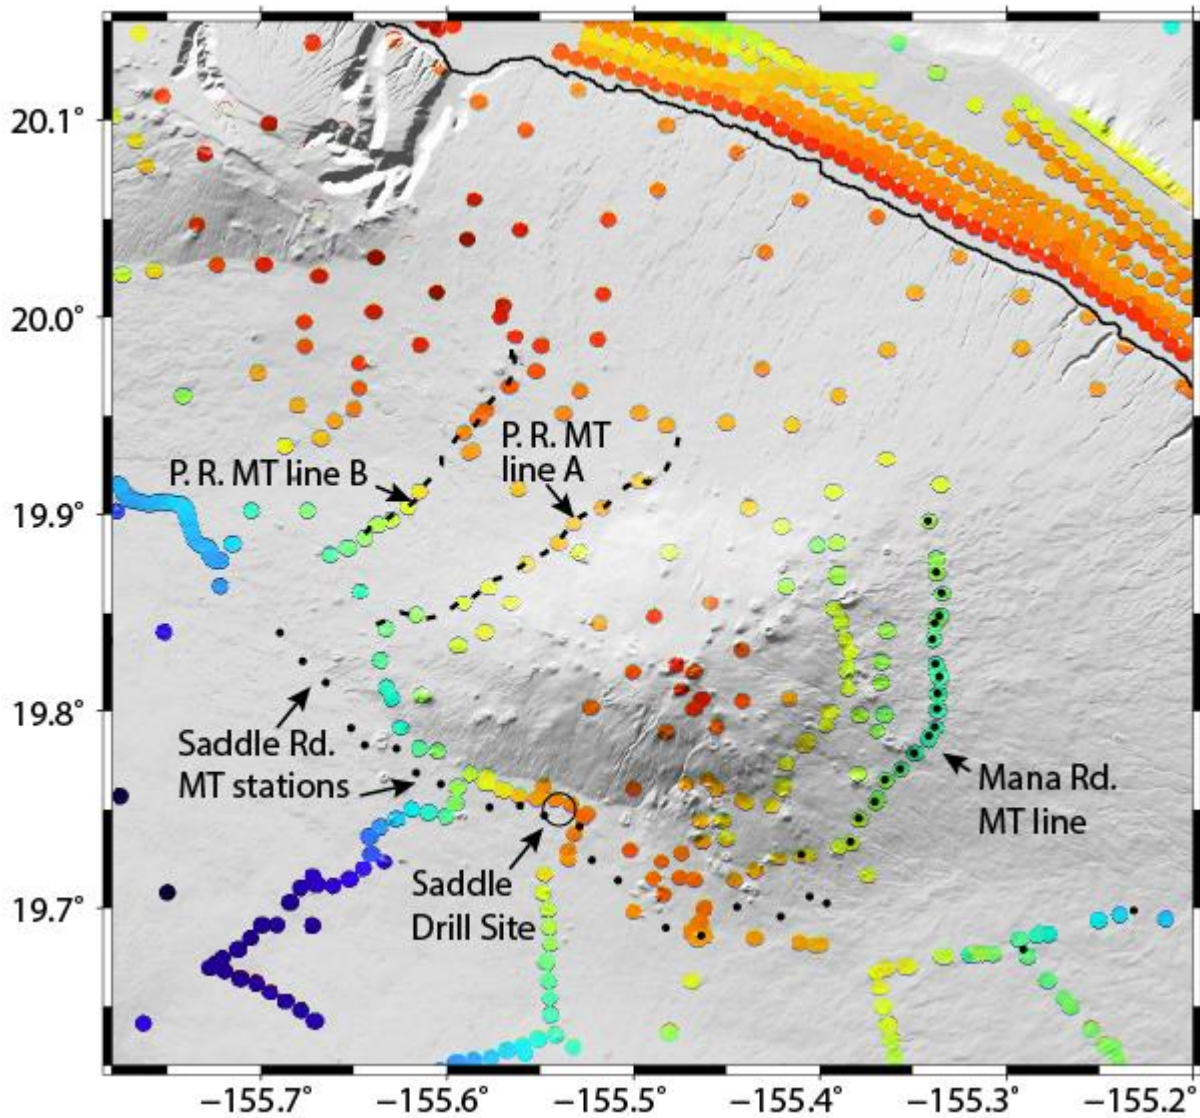 20.1°
20.0°
P. R. MT
line A
P. R. MT line B
19.9°
19.8°
Saddle Rd.
MT stations
Mana Rd.
MT line
Saddle
Drill Site
19.7°
−155.7° −155.6° −155.5° −155.4° −155.3° −155.2°